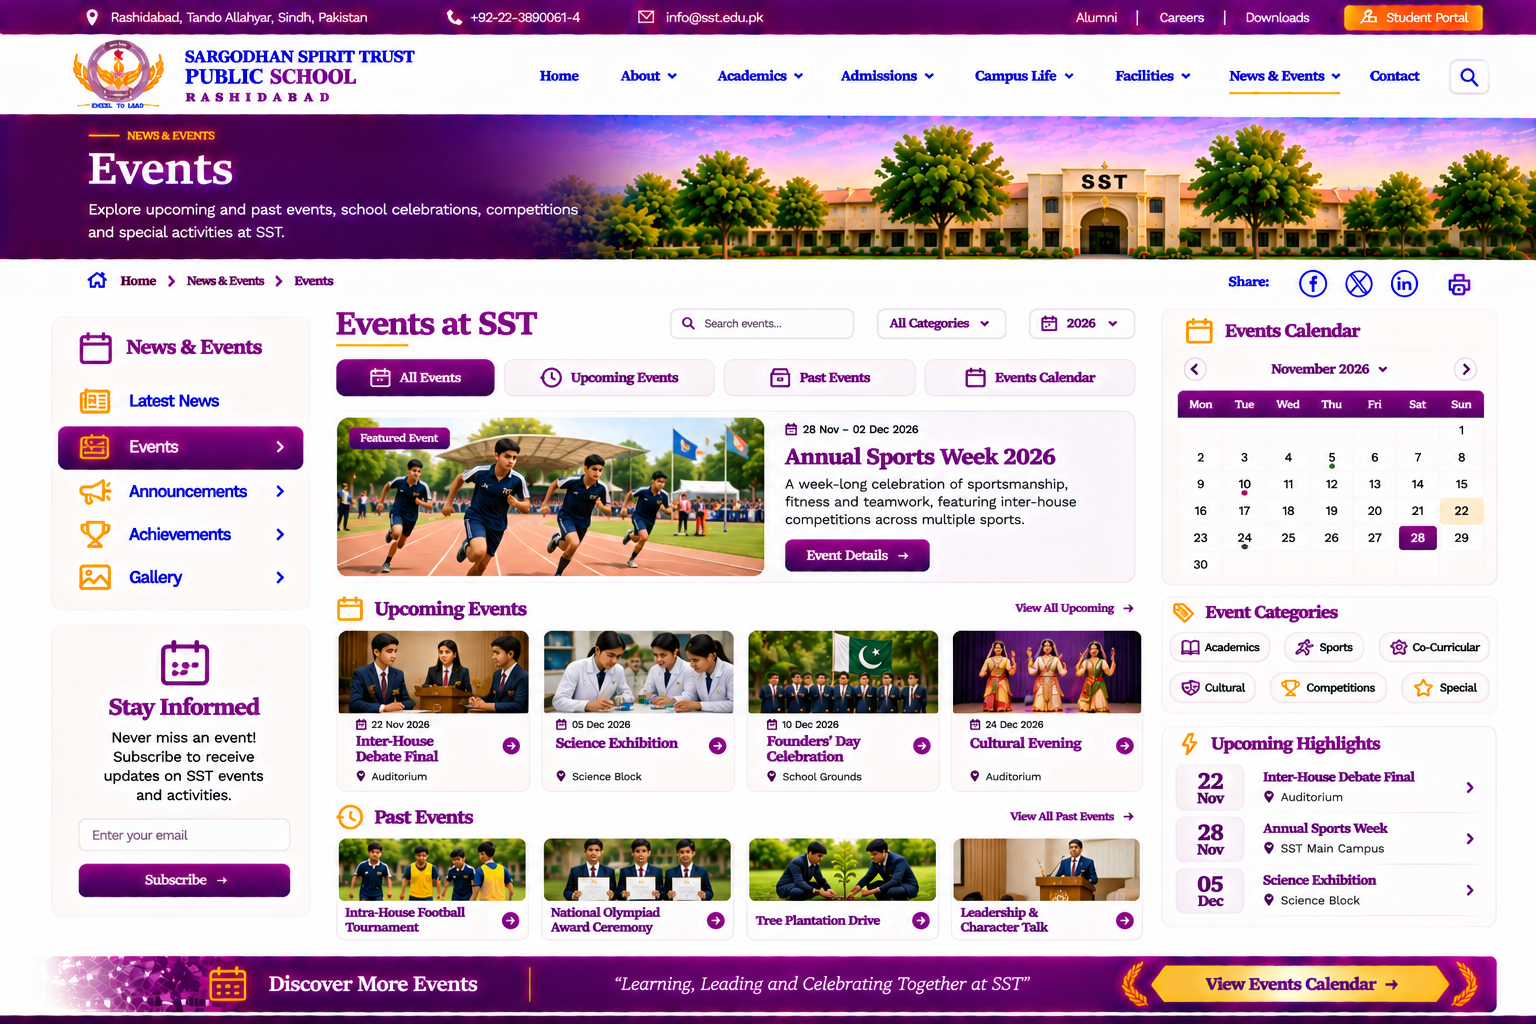 Rashidabad, Tando Allahyar, Sindh, Pakistan
+92-22-3890061-4
info@sst.edu.pk
Alumni
Careers
Downloads
Student Portal
EXCEL TO LEAD
SARGODHAN SPIRIT TRUST
PUBLIC SCHOOL
RASHIDABAD
Home
About
Academics
Admissions
Campus Life
Facilities
News & Events
Contact
NEWS & EVENTS
Events
Explore upcoming and past events, school celebrations, competitions
and special activities at SST.
SST
Home
News & Events
Events
Share:
News & Events
Latest News
Events
Announcements
Achievements
Gallery
Stay Informed
Never miss an event!
Subscribe to receive
updates on SST events
and activities.
Enter your email
Subscribe
Events at SST
Search events...
All Categories
2026
All Events
Upcoming Events
Past Events
Events Calendar
Featured Event
28 Nov – 02 Dec 2026
Annual Sports Week 2026
A week-long celebration of sportsmanship,
fitness and teamwork, featuring inter-house
competitions across multiple sports.
Event Details
Upcoming Events
View All Upcoming
22 Nov 2026
Inter-House
Debate Final
Auditorium
05 Dec 2026
Science Exhibition
Science Block
10 Dec 2026
Founders' Day
Celebration
School Grounds
24 Dec 2026
Cultural Evening
Auditorium
Past Events
View All Past Events
Intra-House Football
Tournament
National Olympiad
Award Ceremony
Tree Plantation Drive
Leadership &
Character Talk
Events Calendar
November 2026
Mon Tue Wed Thu Fri Sat Sun
1
2 3 4 5 6 7 8
9 10 11 12 13 14 15
16 17 18 19 20 21 22
23 24 25 26 27 28 29
30
Event Categories
Academics
Sports
Co-Curricular
Cultural
Competitions
Special
Upcoming Highlights
22
Nov
Inter-House Debate Final
Auditorium
28
Nov
Annual Sports Week
SST Main Campus
05
Dec
Science Exhibition
Science Block
Discover More Events
“Learning, Leading and Celebrating Together at SST”
View Events Calendar